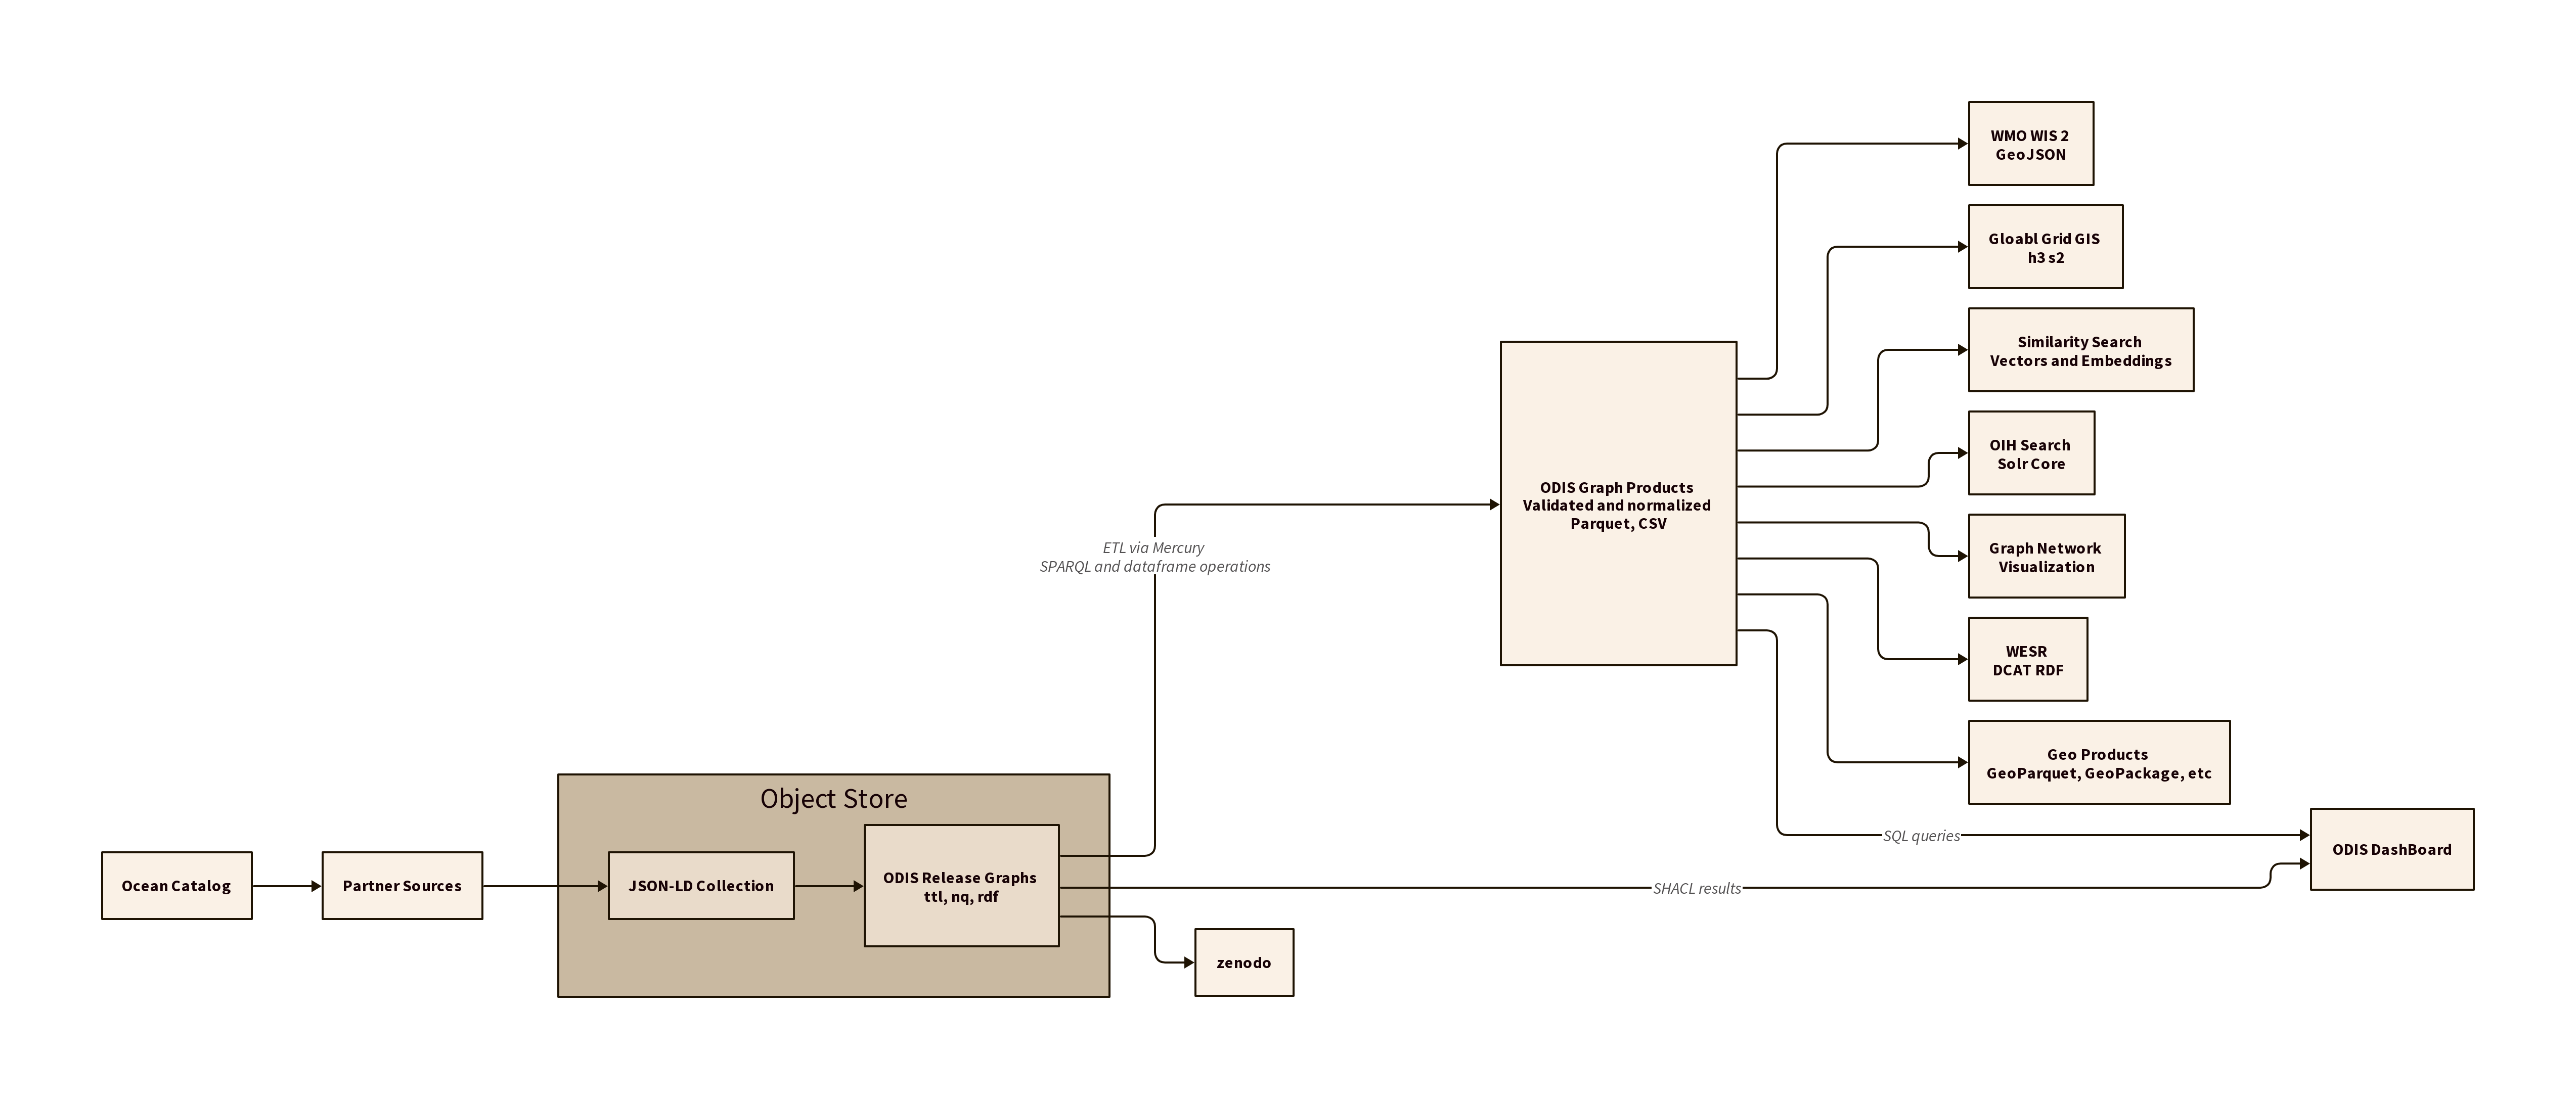 WMO WIS 2
GeoJSON
Gloabl Grid GIS
h3 s2
Similarity Search
Vectors and Embeddings
OIH Search
Solr Core
ODIS Graph Products
Validated and normalized
Parquet, CSV
ETL via Mercury
SPARQL and dataframe operations
Graph Network
Visualization
WESR
DCAT RDF
Geo Products
GeoParquet, GeoPackage, etc
Object Store
SQL queries
ODIS DashBoard
Ocean Catalog
Partner Sources
JSON-LD Collection
ODIS Release Graphs
ttl, nq, rdf
SHACL results
zenodo